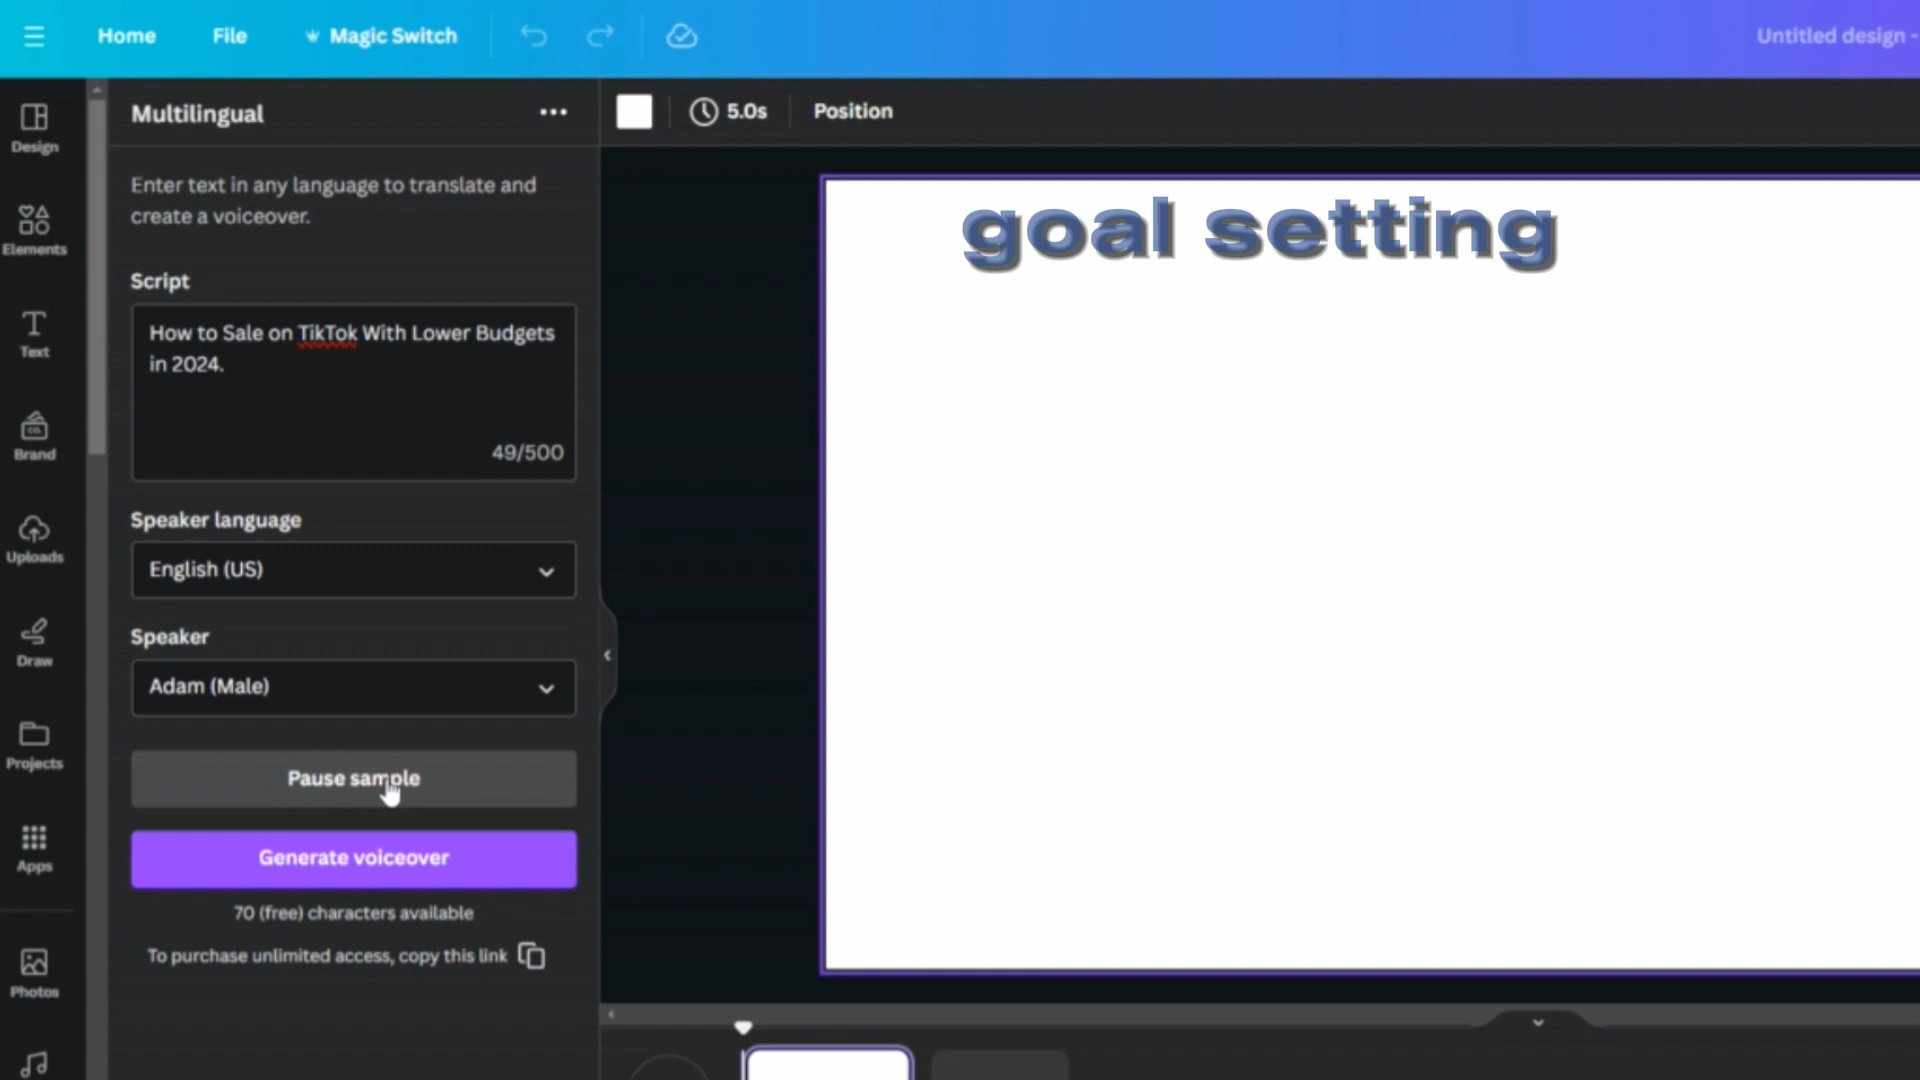 Home File Magic Switch Untitled design -
Multilingual
5.0s Position
Design
Elements
Text
Brand
Uploads
Draw
Projects
Apps
Photos
Enter text in any language to translate and
create a voiceover.
Script
How to Sale on TikTok With Lower Budgets
in 2024.
49/500
Speaker language
English (US)
Speaker
Adam (Male)
Pause sample
Generate voiceover
70 (free) characters available
To purchase unlimited access, copy this link
goal setting